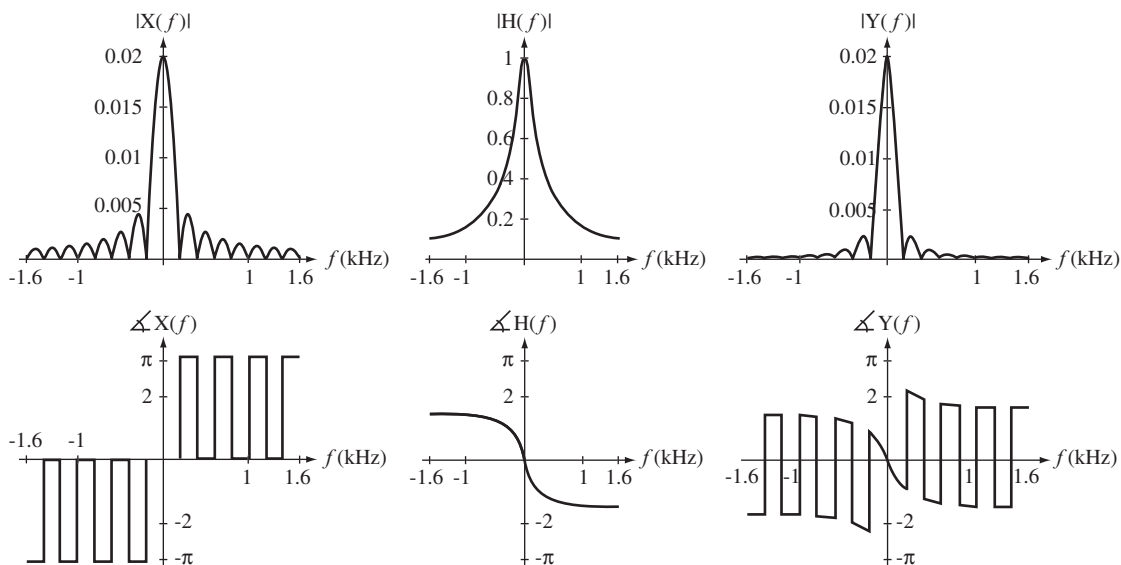 |X(f)|
0.02
0.015
0.01
0.005
-1.6 -1 1 1.6 f(kHz)
|H(f)|
1
0.8
0.6
0.4
0.2
-1.6 -1 1 1.6 f(kHz)
|Y(f)|
0.02
0.015
0.01
0.005
-1.6 -1 1 1.6 f(kHz)
∡ X(f)
π
2
-1.6 -1 1 1.6 f(kHz)
-2
-π
∡ H(f)
π
2
-1.6 -1 1 1.6 f(kHz)
-2
-π
∡ Y(f)
π
2
-1.6 -1 1 1.6 f(kHz)
-2
-π